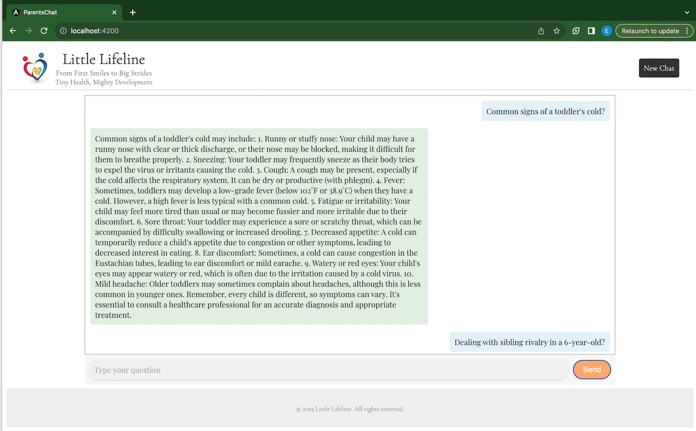 ParentsChat
localhost:4200
E
Relaunch to update
Little Lifeline
From First Smiles to Big Strides
Tiny Health, Mighty Development
New Chat
Common signs of a toddler's cold?
Common signs of a toddler's cold may include: 1. Runny or stuffy nose: Your child may have a
runny nose with clear or thick discharge, or their nose may be blocked, making it difficult for
them to breathe properly. 2. Sneezing: Your toddler may frequently sneeze as their body tries
to expel the virus or irritants causing the cold. 3. Cough: A cough may be present, especially if
the cold affects the respiratory system. It can be dry or productive (with phlegm). 4. Fever:
Sometimes, toddlers may develop a low-grade fever (below 102°F or 38.9°C) when they have a
cold. However, a high fever is less typical with a common cold. 5. Fatigue or irritability: Your
child may feel more tired than usual or may become fussier and more irritable due to their
discomfort. 6. Sore throat: Your toddler may experience a sore or scratchy throat, which can be
accompanied by difficulty swallowing or increased drooling. 7. Decreased appetite: A cold can
temporarily reduce a child's appetite due to congestion or other symptoms, leading to
decreased interest in eating. 8. Ear discomfort: Sometimes, a cold can cause congestion in the
Eustachian tubes, leading to ear discomfort or mild earache. 9. Watery or red eyes: Your child's
eyes may appear watery or red, which is often due to the irritation caused by a cold virus. 10.
Mild headache: Older toddlers may sometimes complain about headaches, although this is less
common in younger ones. Remember, every child is different, so symptoms can vary. It's
essential to consult a healthcare professional for an accurate diagnosis and appropriate
treatment.
Dealing with sibling rivalry in a 6-year-old?
Type your question
Send
© 2023 Little Lifeline. All rights reserved.